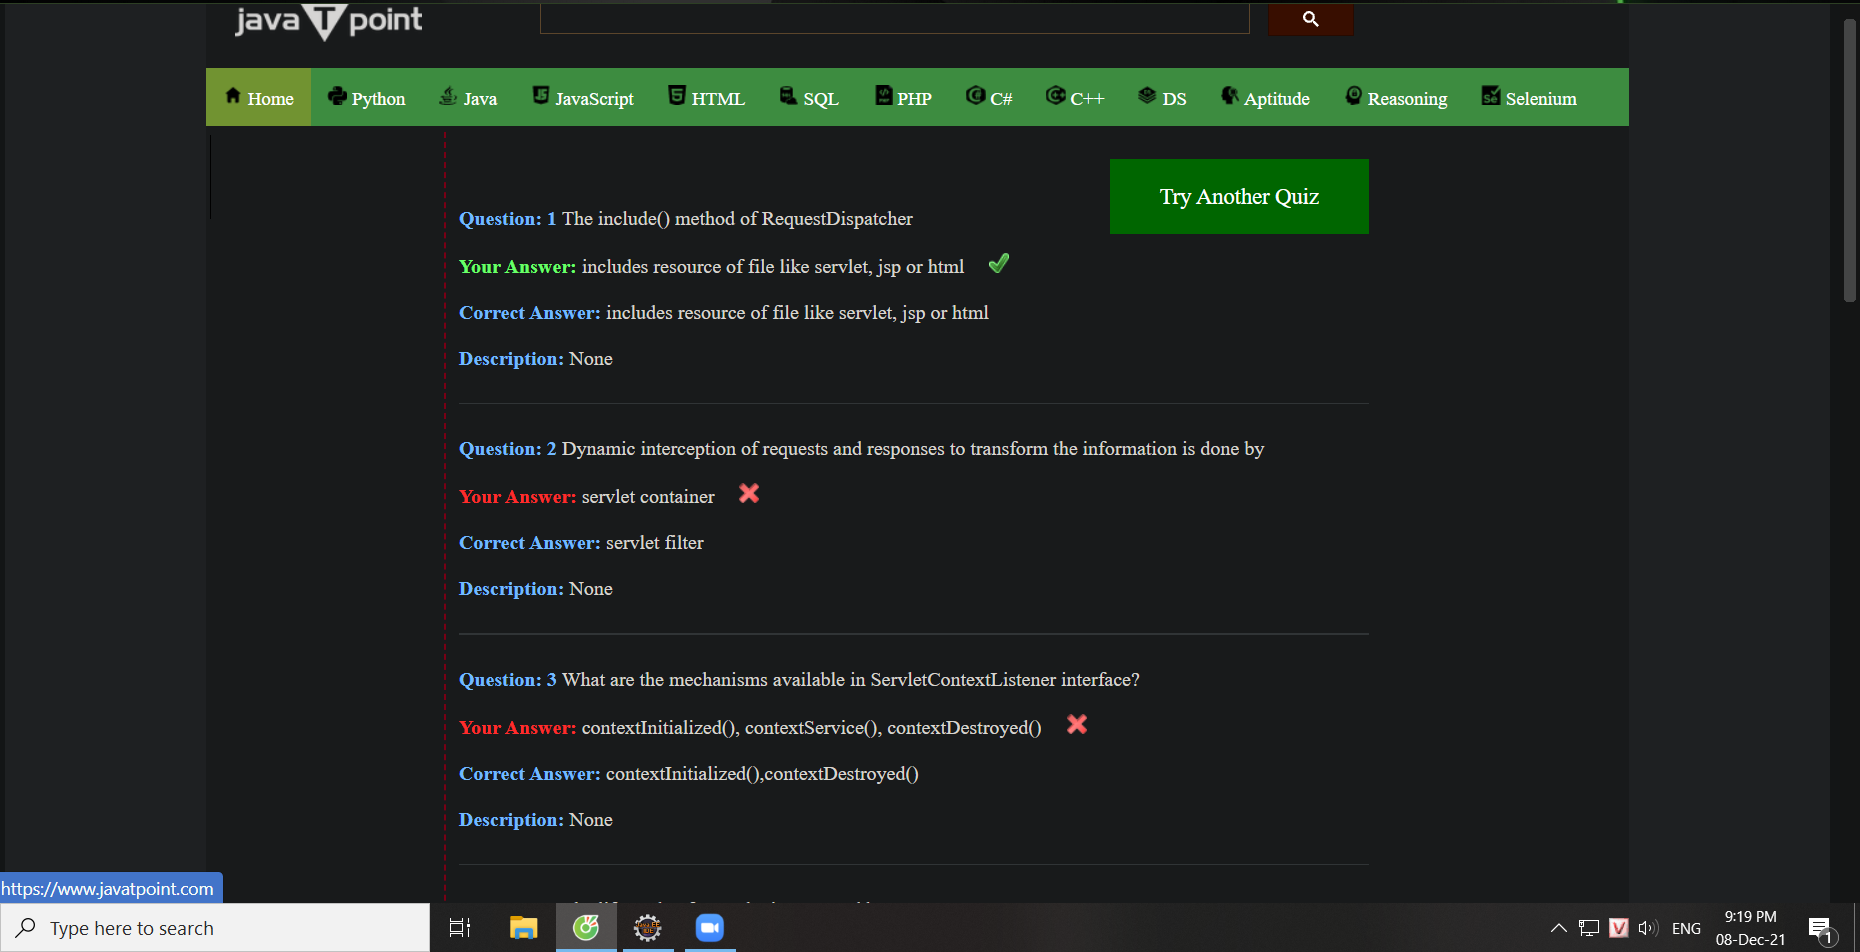 java T point
Home Python Java JavaScript HTML SQL PHP C# C++ DS Aptitude Reasoning Selenium
Try Another Quiz
Question: 1 The include() method of RequestDispatcher
Your Answer: includes resource of file like servlet, jsp or html
Correct Answer: includes resource of file like servlet, jsp or html
Description: None
Question: 2 Dynamic interception of requests and responses to transform the information is done by
Your Answer: servlet container
Correct Answer: servlet filter
Description: None
Question: 3 What are the mechanisms available in ServletContextListener interface?
Your Answer: contextInitialized(), contextService(), contextDestroyed()
Correct Answer: contextInitialized(),contextDestroyed()
Description: None
https://www.javatpoint.com
Type here to search
V
ENG
9:19 PM
08-Dec-21
1